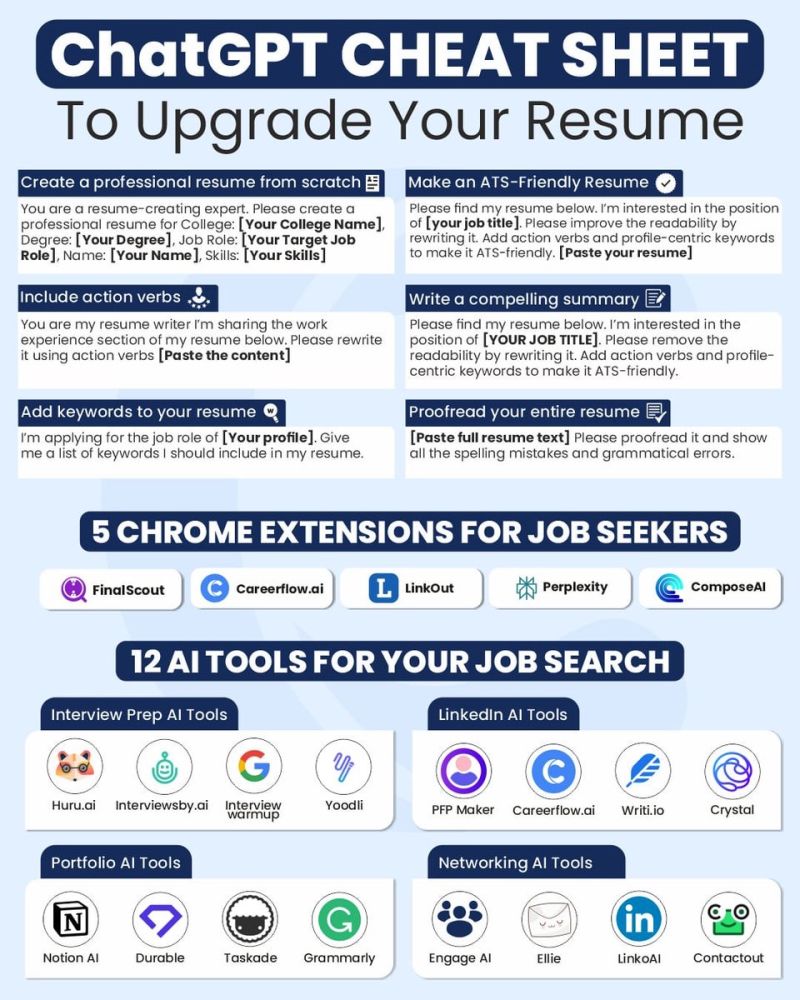 ChatGPT CHEAT SHEET
To Upgrade Your Resume
Create a professional resume from scratch
You are a resume-creating expert. Please create a
professional resume for College: [Your College Name],
Degree: [Your Degree], Job Role: [Your Target Job
Role], Name: [Your Name], Skills: [Your Skills]
Make an ATS-Friendly Resume
Please find my resume below. I'm interested in the position
of [your job title]. Please improve the readability by
rewriting it. Add action verbs and profile-centric keywords
to make it ATS-friendly. [Paste your resume]
Include action verbs
You are my resume writer I'm sharing the work
experience section of my resume below. Please rewrite
it using action verbs [Paste the content]
Write a compelling summary
Please find my resume below. I'm interested in the
position of [YOUR JOB TITLE]. Please remove the
readability by rewriting it. Add action verbs and profile-
centric keywords to make it ATS-friendly.
Add keywords to your resume
I'm applying for the job role of [Your profile]. Give
me a list of keywords I should include in my resume.
Proofread your entire resume
[Paste full resume text] Please proofread it and show
all the spelling mistakes and grammatical errors.
5 CHROME EXTENSIONS FOR JOB SEEKERS
FinalScout
Careerflow.ai
LinkOut
Perplexity
ComposeAI
12 AI TOOLS FOR YOUR JOB SEARCH
Interview Prep AI Tools
Huru.ai
Interviewsby.ai
Interview
warmup
Yoodli
LinkedIn AI Tools
PFP Maker
Careerflow.ai
Writi.io
Crystal
Portfolio AI Tools
Notion AI
Durable
Taskade
Grammarly
Networking AI Tools
Engage AI
Ellie
LinkoAI
Contactout